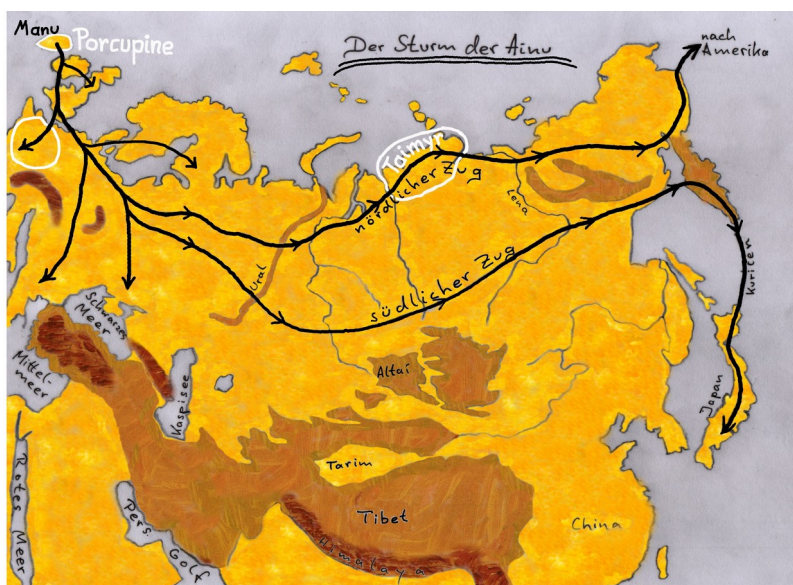 Manu
Porcupine
Der Sturm der Ainu
nach
Amerika
Taimyr
nördlicher Zug
Lena
Ural
südlicher Zug
Kurilen
Schwarzes
Meer
Mittel-
meer
Kaspisee
Altai
Japan
Tarim
Tibet
China
Himalaya
Rotes Meer
Pers. Golf